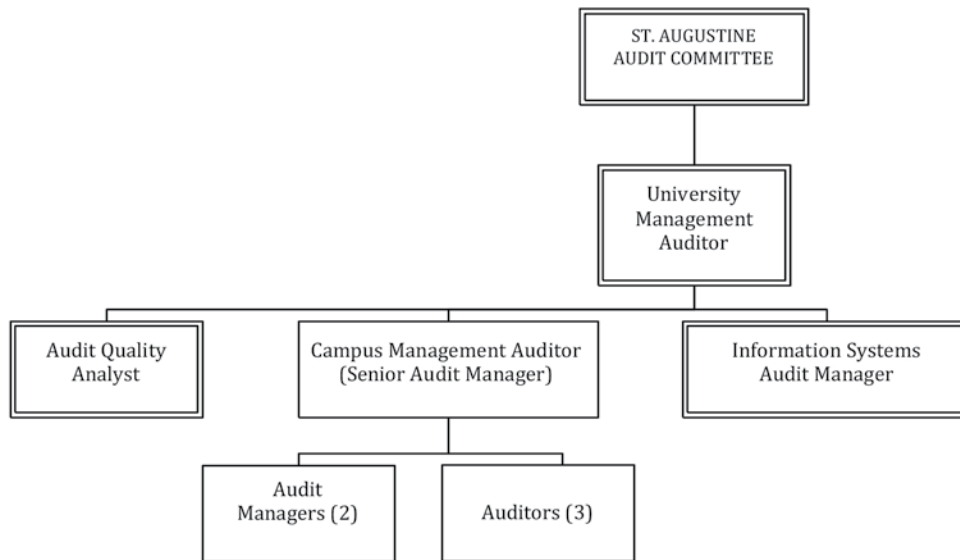 ST. AUGUSTINE
AUDIT COMMITTEE
University
Management
Auditor
Audit Quality
Analyst
Campus Management Auditor
(Senior Audit Manager)
Information Systems
Audit Manager
Audit
Managers (2)
Auditors (3)